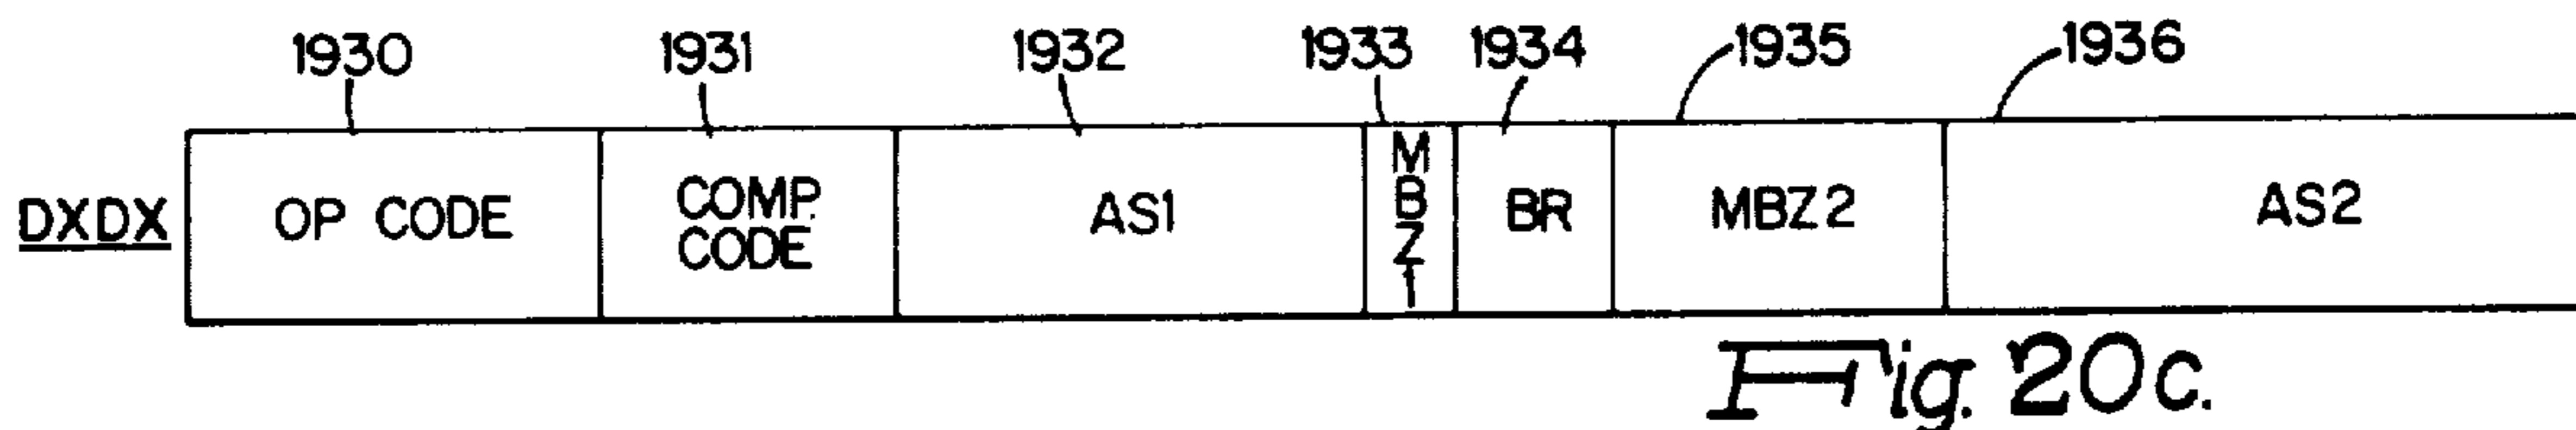 1930 1931 1932 1933 1934 1935 1936
DXDX
OP CODE
COMP.
CODE
AS1
M
B
Z
1
BR
MBZ2
AS2
Fig. 20c.